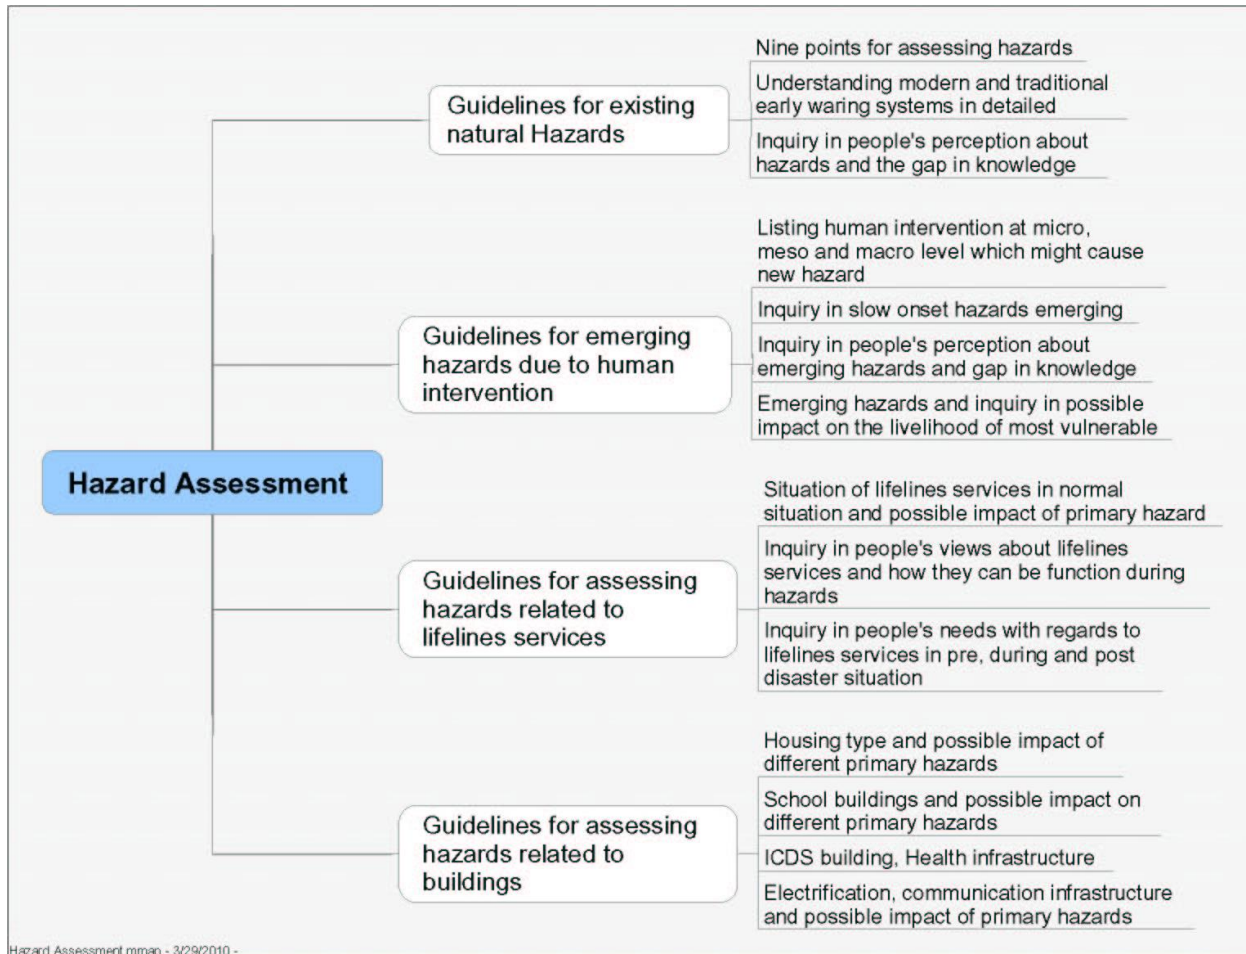 Nine points for assessing hazards
Understanding modern and traditional
early waring systems in detailed
Guidelines for existing
natural Hazards
Inquiry in people's perception about
hazards and the gap in knowledge
Listing human intervention at micro,
meso and macro level which might cause
new hazard
Inquiry in slow onset hazards emerging
Guidelines for emerging
hazards due to human
intervention
Inquiry in people's perception about
emerging hazards and gap in knowledge
Emerging hazards and inquiry in possible
impact on the livelihood of most vulnerable
Hazard Assessment
Situation of lifelines services in normal
situation and possible impact of primary hazard
Inquiry in people's views about lifelines
services and how they can be function during
hazards
Guidelines for assessing
hazards related to
lifelines services
Inquiry in people's needs with regards to
lifelines services in pre, during and post
disaster situation
Housing type and possible impact of
different primary hazards
School buildings and possible impact on
different primary hazards
Guidelines for assessing
hazards related to
buildings
ICDS building, Health infrastructure
Electrification, communication infrastructure
and possible impact of primary hazards
Hazard Assessment.mmap - 3/29/2010 -